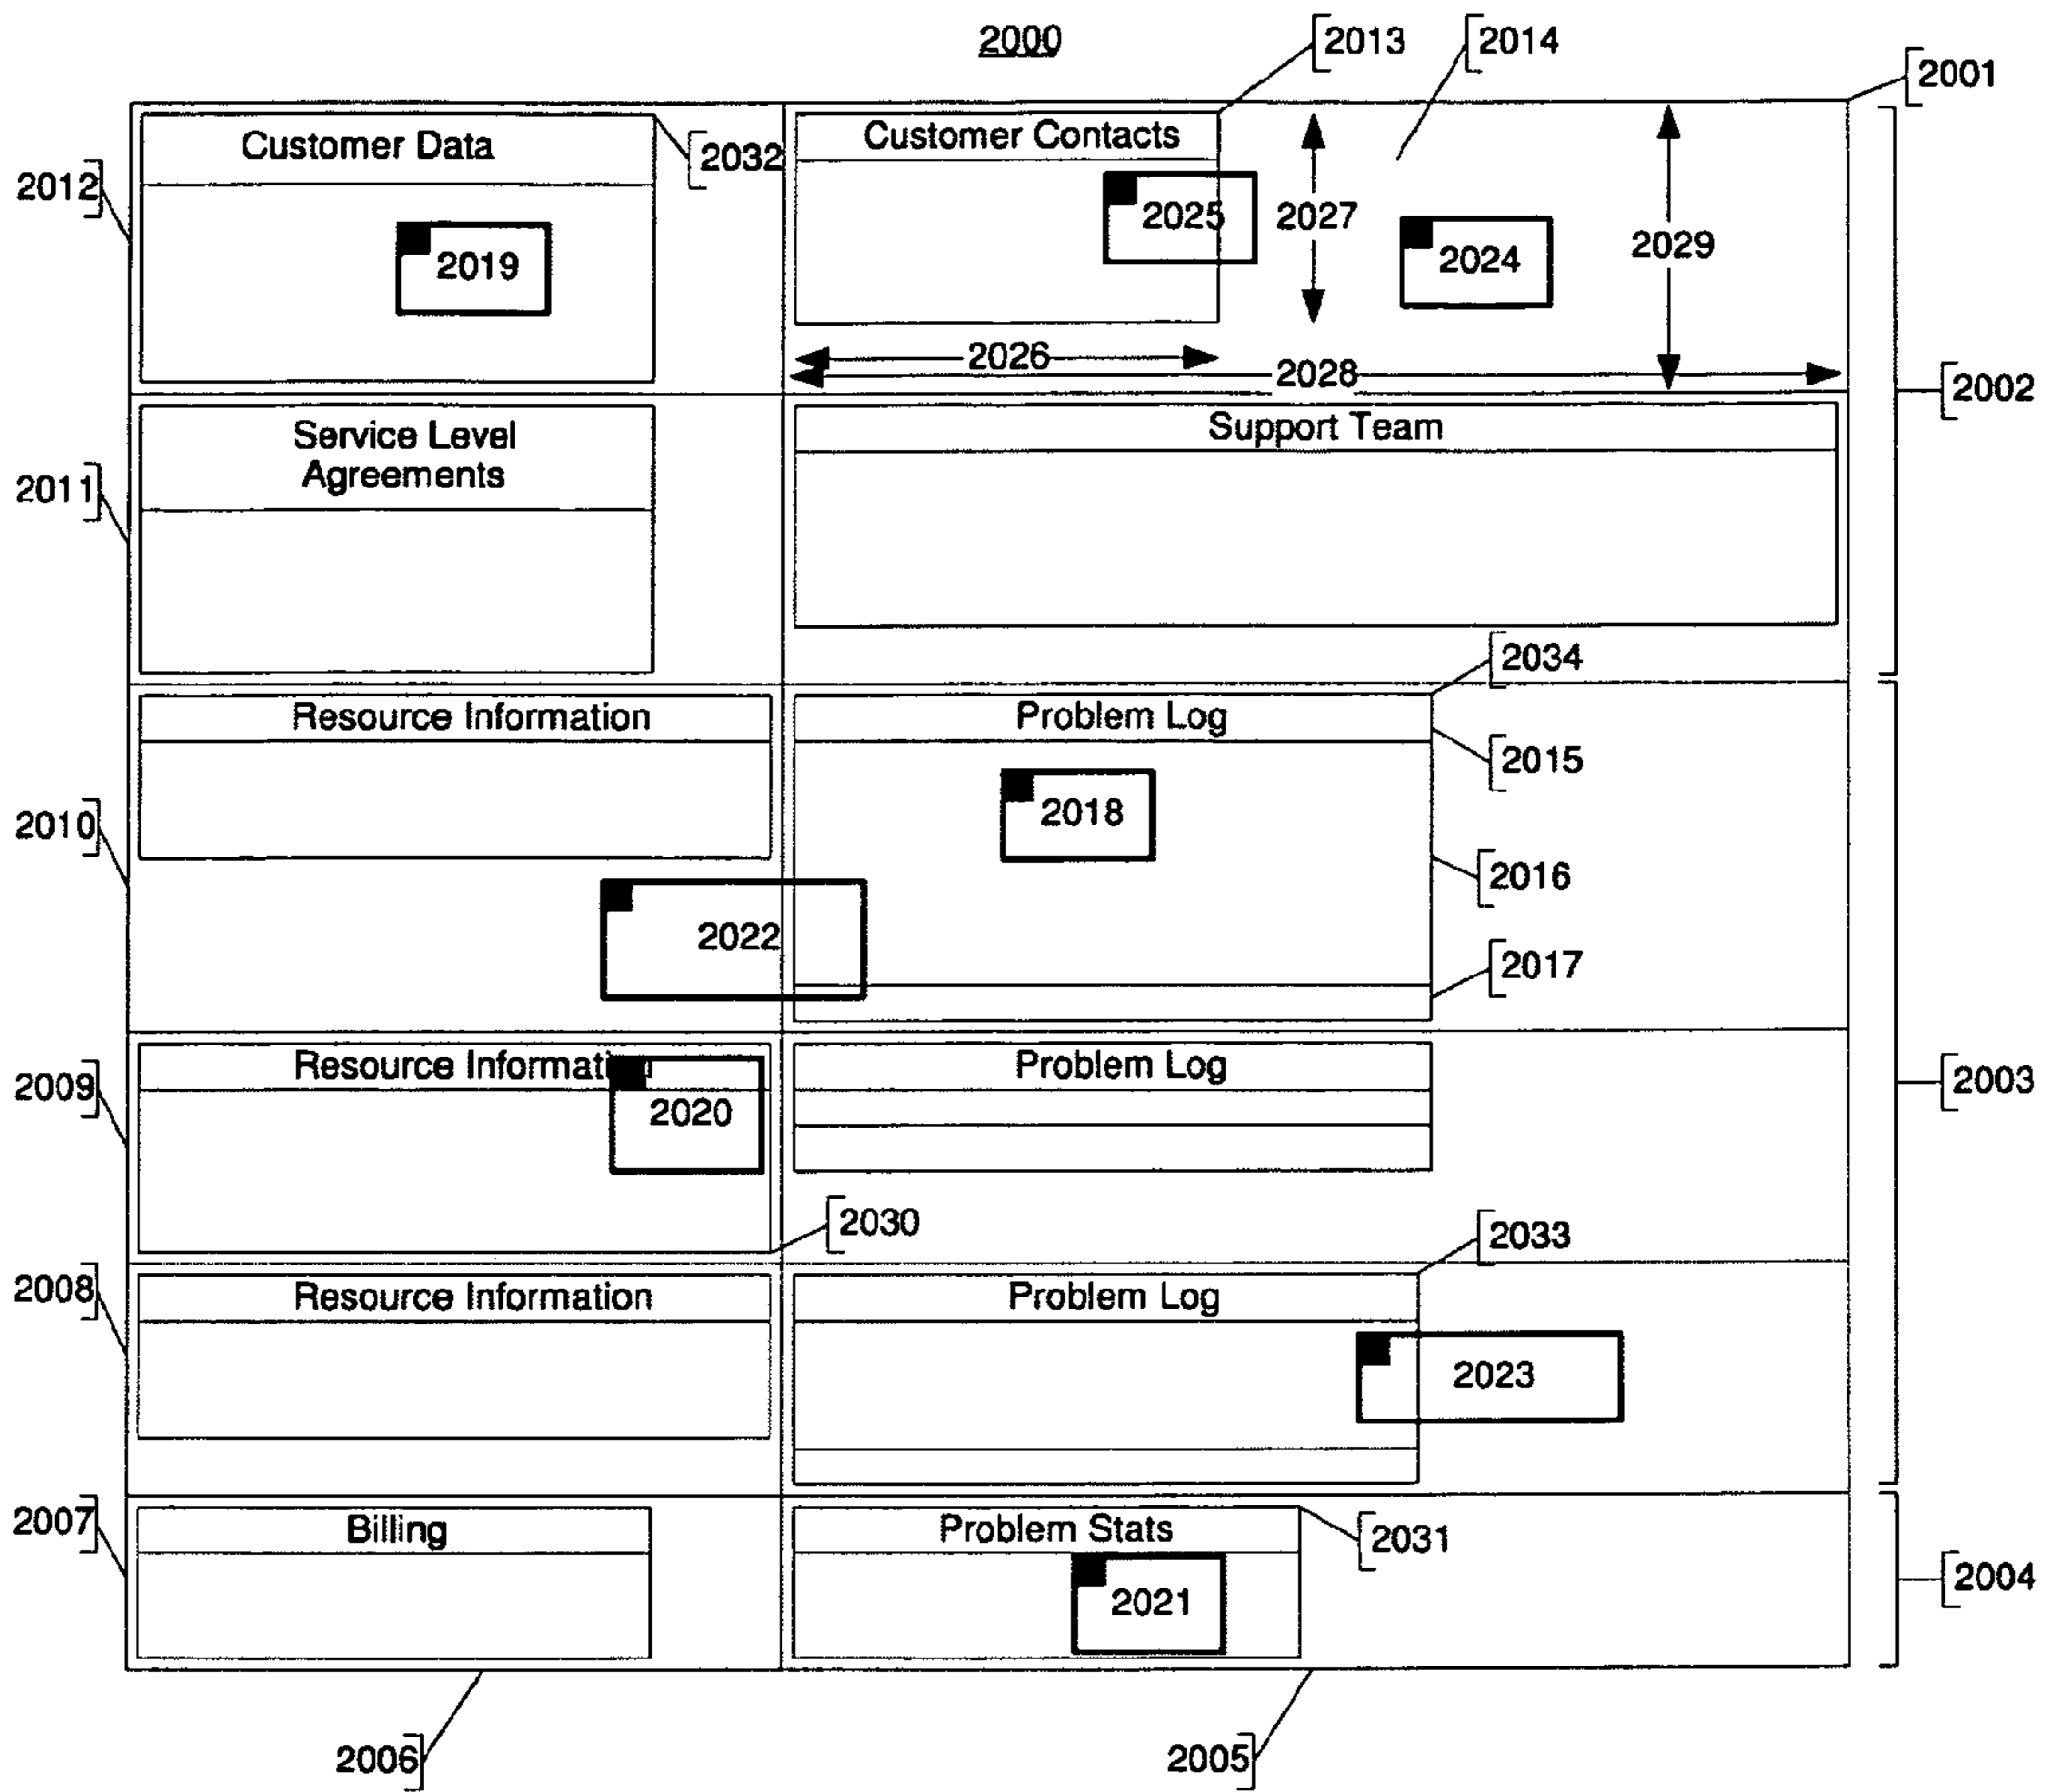 2000
2013
2014
2001
Customer Data
2032
Customer Contacts
2012
2019
2025
2027
2024
2029
2026
2028
2002
Service Level
Agreements
Support Team
2011
2034
Resource Information
Problem Log
2015
2018
2010
2016
2022
2017
Resource Information
Problem Log
2009
2020
2003
2030
2033
2008
Resource Information
Problem Log
2023
2007
Billing
Problem Stats
2031
2021
2004
2006
2005